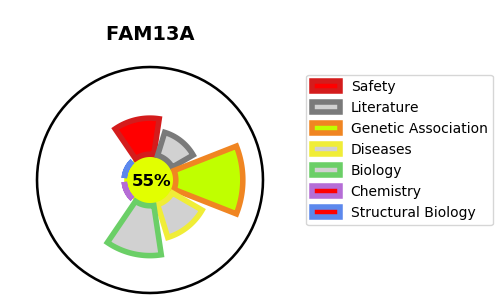 FAM13A
55%
Safety
Literature
Genetic Association
Diseases
Biology
Chemistry
Structural Biology